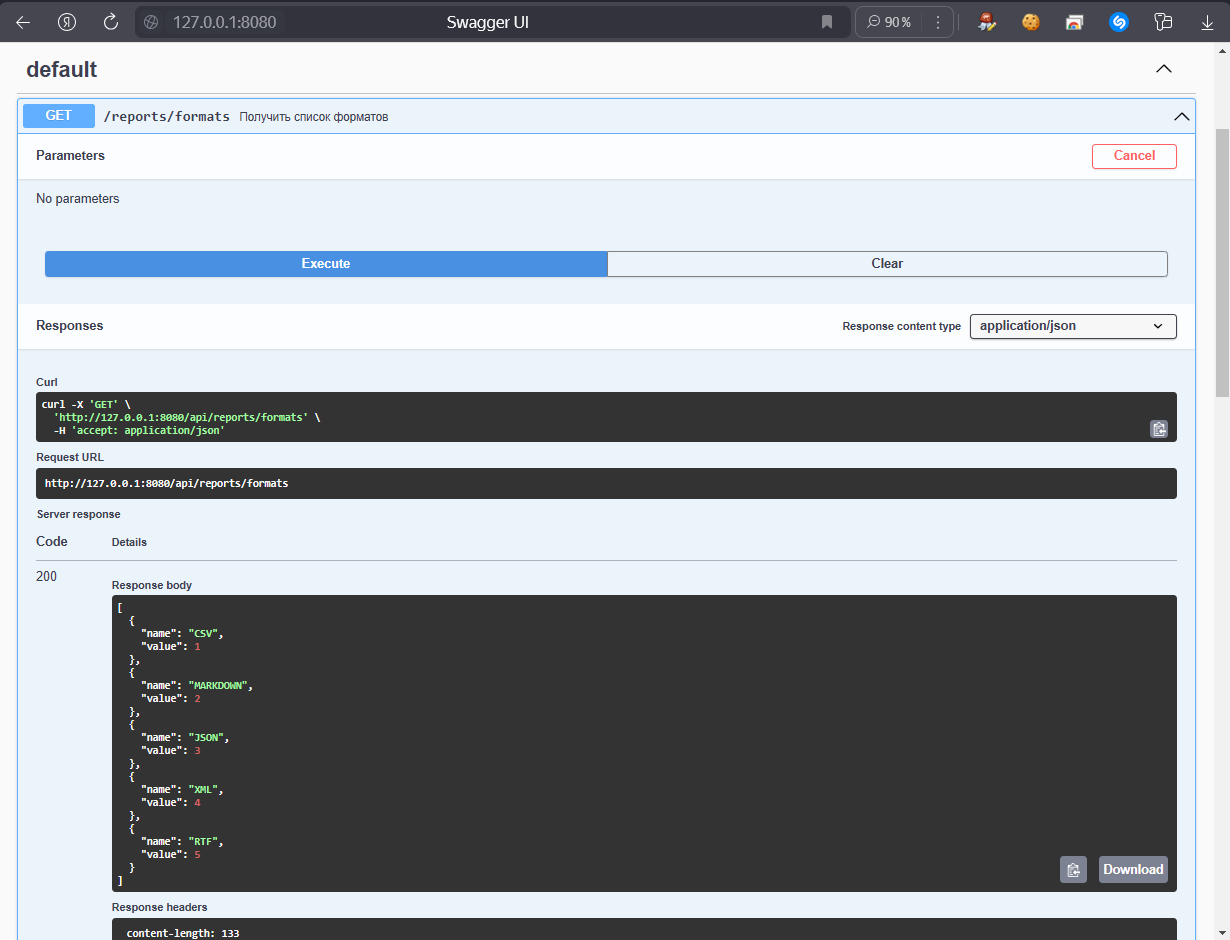 127.0.0.1:8080
Swagger UI
90 %
default
GET /reports/formats Получить список форматов
Parameters
Cancel
No parameters
Execute
Clear
Responses
Response content type
application/json
Curl
curl -X 'GET' \
'http://127.0.0.1:8080/api/reports/formats' \
-H 'accept: application/json'
Request URL
http://127.0.0.1:8080/api/reports/formats
Server response
Code
Details
200
Response body
[
{
"name": "CSV",
"value": 1
},
{
"name": "MARKDOWN",
"value": 2
},
{
"name": "JSON",
"value": 3
},
{
"name": "XML",
"value": 4
},
{
"name": "RTF",
"value": 5
}
]
Download
Response headers
content-length: 133